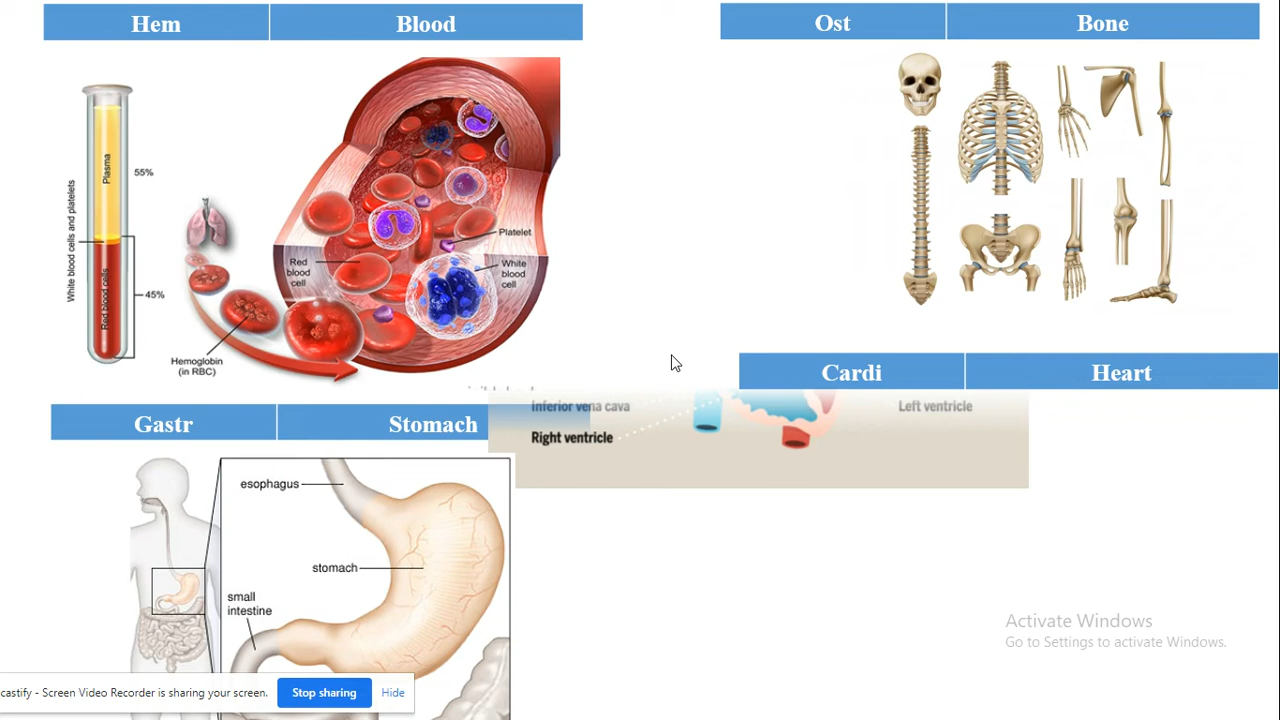 Hem Blood
Ost Bone
Plasma
55%
White blood cells and platelets
45%
Red blood cells
Hemoglobin
(in RBC)
Red
blood
cell
Platelet
White
blood
cell
Cardi Heart
Inferior vena cava
Left ventricle
Right ventricle
Gastr Stomach
esophagus
stomach
small
intestine
Activate Windows
Go to Settings to activate Windows.
castify - Screen Video Recorder is sharing your screen.
Stop sharing
Hide